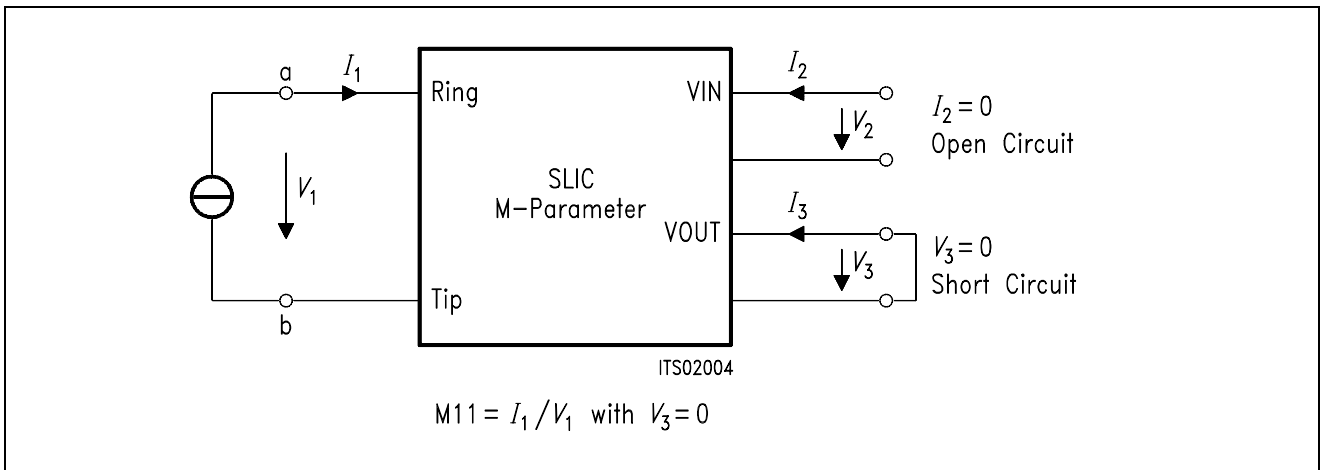 a
I₁
Ring
V₁
Tip
b
SLIC
M-Parameter
VIN
I₂
V₂
I₂=0
Open Circuit
VOUT
I₃
V₃
V₃=0
Short Circuit
ITS02004
M11= I₁/V₁ with V₃=0